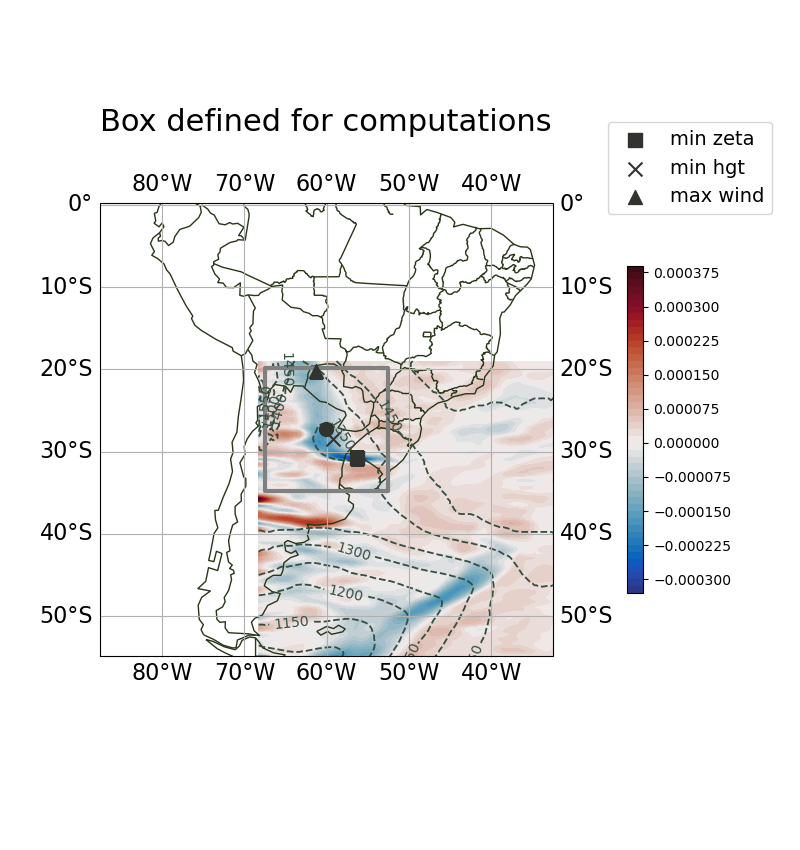 Box defined for computations
min zeta
min hgt
max wind
80°W 70°W 60°W 50°W 40°W
0° 0°
10°S 10°S
20°S 20°S
30°S 30°S
40°S 40°S
50°S 50°S
80°W 70°W 60°W 50°W 40°W
0.000375
0.000300
0.000225
0.000150
0.000075
0.000000
−0.000075
−0.000150
−0.000225
−0.000300
1450
1450
1300
1200
1150